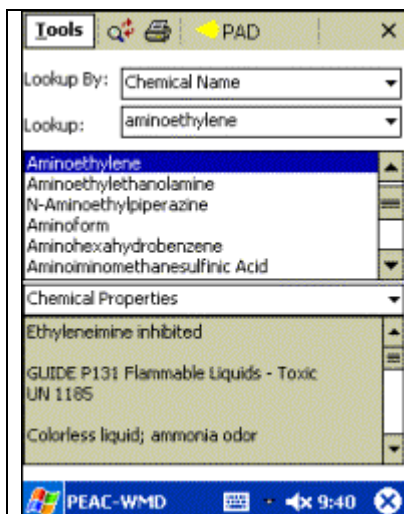 Tools PAD
Lookup By: Chemical Name
Lookup: aminoethylene
Aminoethylene
Aminoethylethanolamine
N-Aminoethylpiperazine
Aminoform
Aminohexahydrobenzene
Aminoiminomethanesulfinic Acid
Chemical Properties
Ethyleneimine inhibited
GUIDE P131 Flammable Liquids - Toxic
UN 1185
Colorless liquid; ammonia odor
PEAC-WMD 9:40